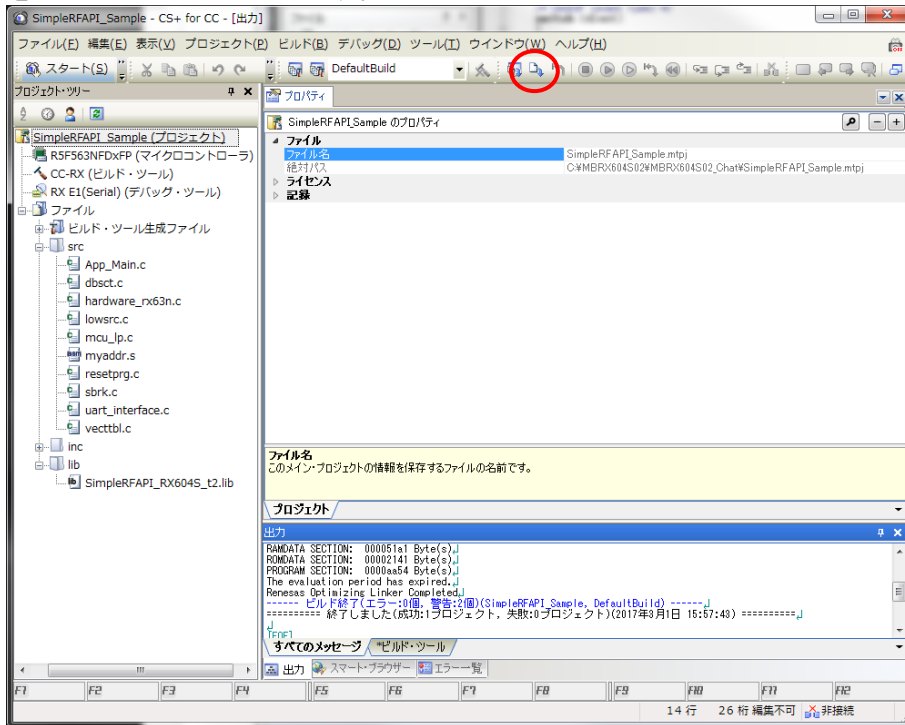 SimpleRFAPI_Sample - CS+ for CC - [出力]
ファイル(F) 編集(E) 表示(V) プロジェクト(P) ビルド(B) デバッグ(D) ツール(T) ウインドウ(W) ヘルプ(H)
スタート(S) DefaultBuild
プロジェクト・ツリー
SimpleRFAPI_Sample (プロジェクト)
R5F563NFDxFP (マイクロコントローラ)
CC-RX (ビルド・ツール)
RX E1(Serial) (デバッグ・ツール)
ファイル
ビルド・ツール生成ファイル
src
App_Main.c
dbsct.c
hardware_rx63n.c
lowsrc.c
mcu_lp.c
myaddr.s
resetprg.c
sbrk.c
uart_interface.c
vecttbl.c
inc
lib
SimpleRFAPI_RX604S_t2.lib
プロパティ
SimpleRFAPI_Sample のプロパティ
ファイル
ファイル名 SimpleRFAPI_Sample.mtpj
絶対パス C:¥MBRX604S02¥MBRX604S02_Chat¥SimpleRFAPI_Sample.mtpj
ライセンス
記録
ファイル名
このメイン・プロジェクトの情報を保存するファイルの名前です。
プロジェクト
出力
RAMDATA SECTION: 000051a1 Byte(s)
ROMDATA SECTION: 00002141 Byte(s)
PROGRAM SECTION: 0000aa54 Byte(s)
The evaluation period has expired.
Renesas Optimizing Linker Completed
------ ビルド終了(エラー:0個, 警告:2個)(SimpleRFAPI_Sample, DefaultBuild) ------
========= 終了しました(成功:1プロジェクト, 失敗:0プロジェクト)(2017年3月1日 15:57:43) =========
[EOF]
すべてのメッセージ *ビルド・ツール
出力 スマート・ブラウザー エラー一覧
F1 F2 F3 F4 F5 F6 F7 F8 F9 F10 F11 F12
14 行 26 桁 編集不可 非接続